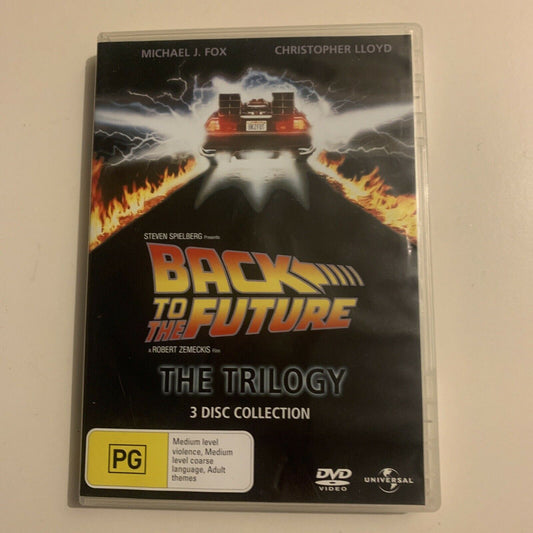 MICHAEL J. FOX CHRISTOPHER LLOYD
STEVEN SPIELBERG Presents
BACK
TO
THE FUTURE
A ROBERT ZEMECKIS Film
THE TRILOGY
3 DISC COLLECTION
PG
Medium level
violence, Medium
level coarse
language, Adult
themes
DVD
VIDEO
UNIVERSAL